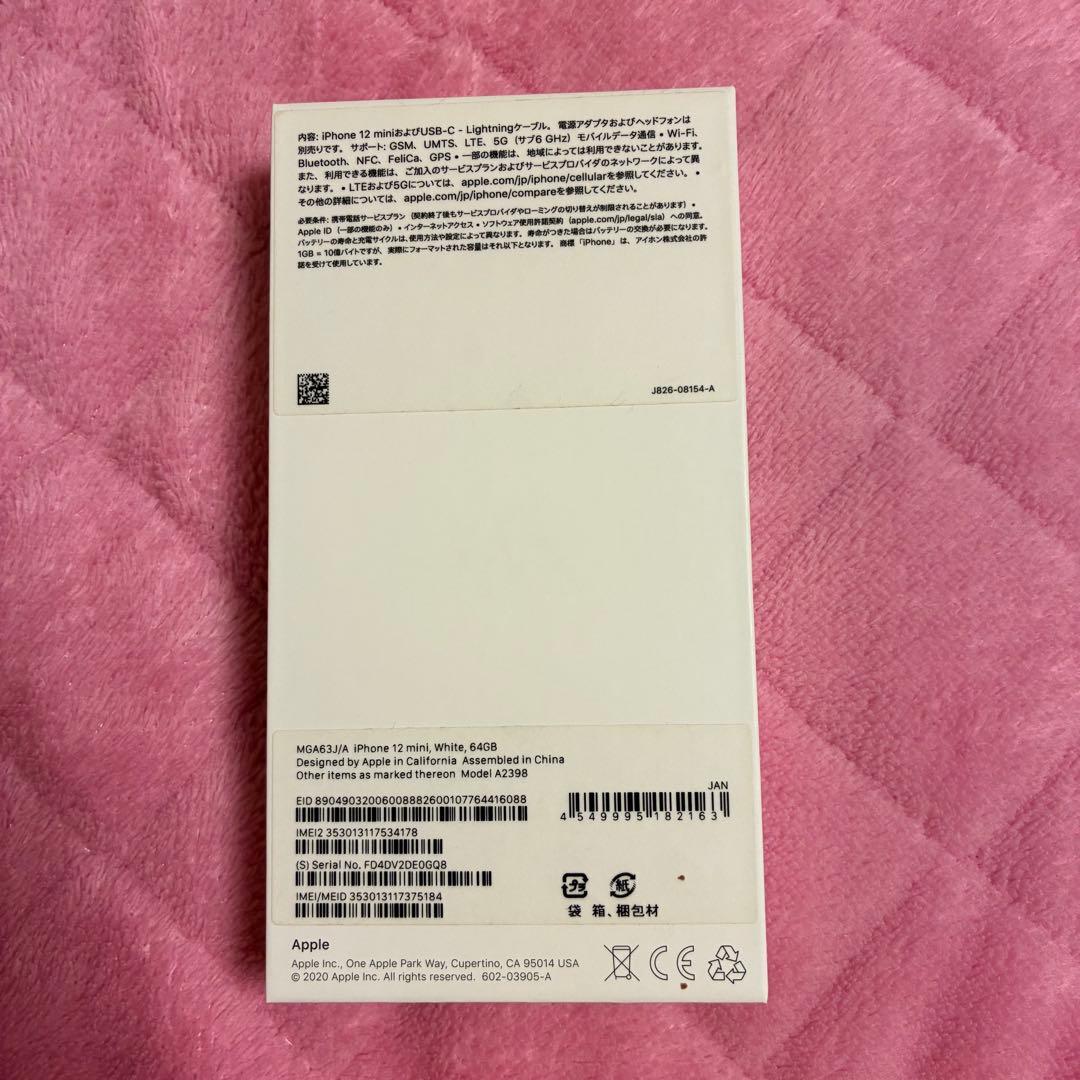 内容: iPhone 12 miniおよびUSB-C - Lightningケーブル。電源アダプタおよびヘッドフォンは
別売りです。サポート: GSM、UMTS、LTE、5G（サブ6 GHz）モバイルデータ通信 • Wi-Fi、
Bluetooth、NFC、FeliCa、GPS • 一部の機能は、地域によっては利用できないことがあります。
また、利用できる機能は、ご加入のサービスプランおよびサービスプロバイダのネットワークによって異
なります。 • LTEおよび5Gについては、apple.com/jp/iphone/cellularを参照してください。 •
その他の詳細については、apple.com/jp/iphone/compareを参照してください。
必要条件: 携帯電話サービスプラン（契約終了後もサービスプロバイダやローミングの切り替えが制限されることがあります）•
Apple ID（一部の機能のみ）• インターネットアクセス • ソフトウェア使用許諾契約（apple.com/jp/legal/sla）への同意。
バッテリーの寿命と充電サイクルは、使用方法や設定によって異なります。寿命がつきた場合はバッテリーの交換が必要になります。
1GB = 10億バイトですが、実際にフォーマットされた容量はそれ以下となります。商標「iPhone」は、アイホン株式会社の許
諾を受けて使用しています。
J826-08154-A
MGA63J/A iPhone 12 mini, White, 64GB
Designed by Apple in California Assembled in China
Other items as marked thereon Model A2398
EID 89049032006008882600107764416088
IMEI2 353013117534178
(S) Serial No. FD4DV2DE0GQ8
IMEI/MEID 353013117375184
JAN
4 549995 182163
プラ 紙
袋 箱、梱包材
Apple
Apple Inc., One Apple Park Way, Cupertino, CA 95014 USA
© 2020 Apple Inc. All rights reserved. 602-03905-A
CE